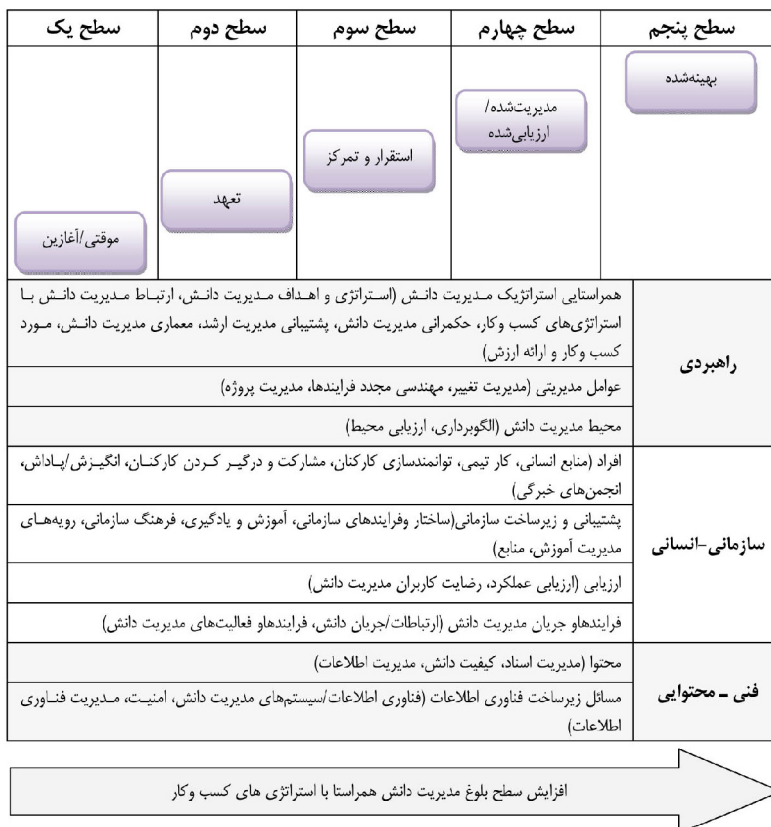 سطح یک
سطح دوم
سطح سوم
سطح چهارم
سطح پنجم
بهینه‌شده
مدیریت‌شده/
ارزیابی‌شده
استقرار و تمرکز
تعهد
موقتی/آغازین
راهبردی
همراستایی استراتژیک مدیریت دانش (استراتژی و اهداف مدیریت دانش، ارتباط مدیریت دانش با
استراتژی‌های کسب وکار، حکمرانی مدیریت دانش، پشتیبانی مدیریت ارشد، معماری مدیریت دانش، مورد
کسب وکار و ارائه ارزش)
عوامل مدیریتی (مدیریت تغییر، مهندسی مجدد فرایندها، مدیریت پروژه)
محیط مدیریت دانش (الگوبرداری، ارزیابی محیط)
سازمانی-انسانی
افراد (منابع انسانی، کار تیمی، توانمندسازی کارکنان، مشارکت و درگیر کردن کارکنان، انگیزش/پاداش،
انجمن‌های خبرگی)
پشتیبانی و زیرساخت سازمانی(ساختار وفرایندهای سازمانی، آموزش و یادگیری، فرهنگ سازمانی، رویه‌های
مدیریت آموزش، منابع)
ارزیابی (ارزیابی عملکرد، رضایت کاربران مدیریت دانش)
فرایندهاو جریان مدیریت دانش (ارتباطات/جریان دانش، فرایندهاو فعالیت‌های مدیریت دانش)
فنی – محتوایی
محتوا (مدیریت اسناد، کیفیت دانش، مدیریت اطلاعات)
مسائل زیرساخت فناوری اطلاعات (فناوری اطلاعات/سیستم‌های مدیریت دانش، امنیت، مدیریت فناوری
اطلاعات)
افزایش سطح بلوغ مدیریت دانش همراستا با استراتژی های کسب وکار